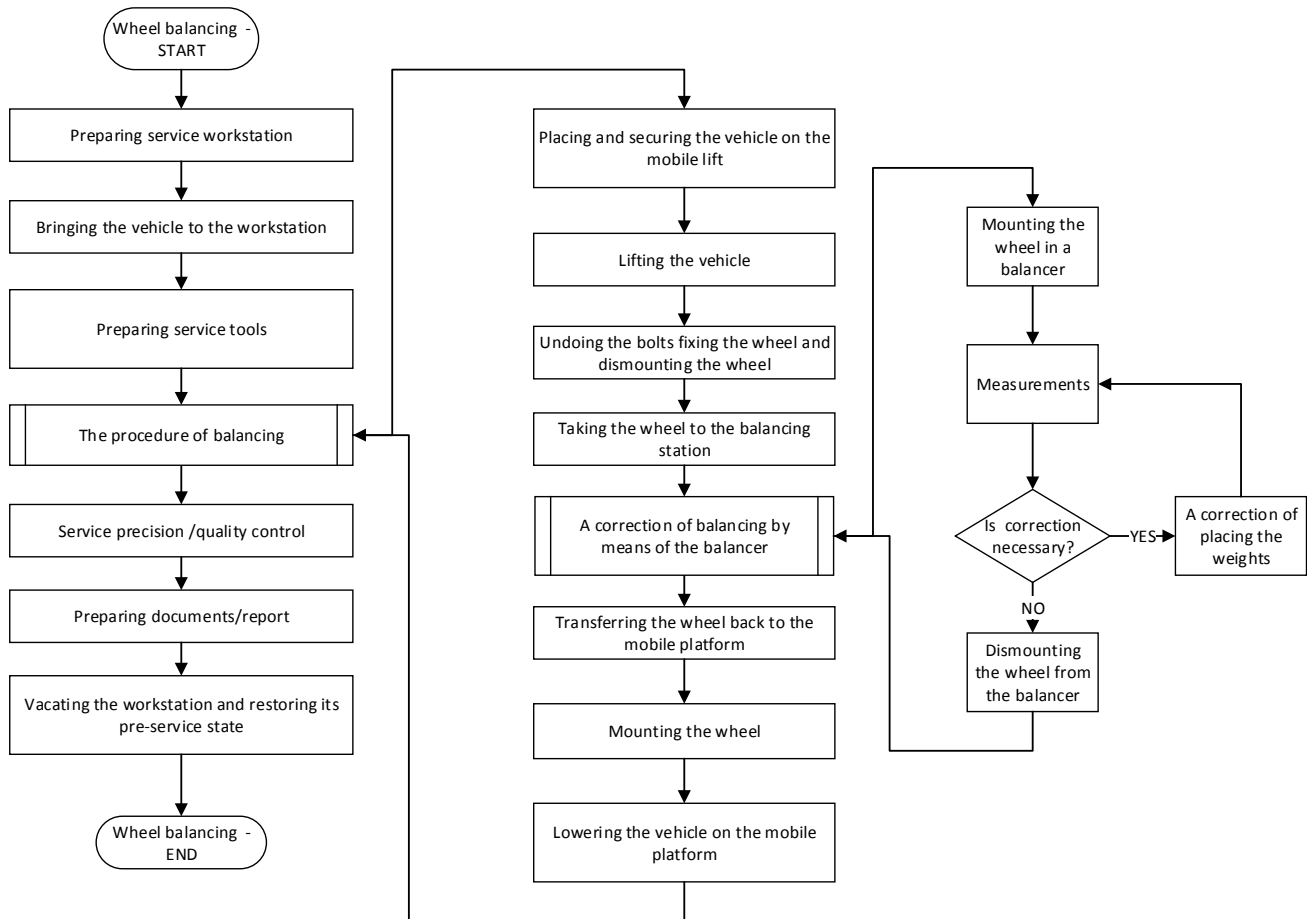 Wheel balancing -
START
Preparing service workstation
Bringing the vehicle to the workstation
Preparing service tools
The procedure of balancing
Service precision /quality control
Preparing documents/report
Vacating the workstation and restoring its
pre-service state
Wheel balancing -
END
Placing and securing the vehicle on the
mobile lift
Lifting the vehicle
Undoing the bolts fixing the wheel and
dismounting the wheel
Taking the wheel to the balancing
station
A correction of balancing by
means of the balancer
Transferring the wheel back to the
mobile platform
Mounting the wheel
Lowering the vehicle on the mobile
platform
Mounting the
wheel in a
balancer
Measurements
Is correction
necessary?
YES
A correction of
placing the
weights
NO
Dismounting
the wheel from
the balancer